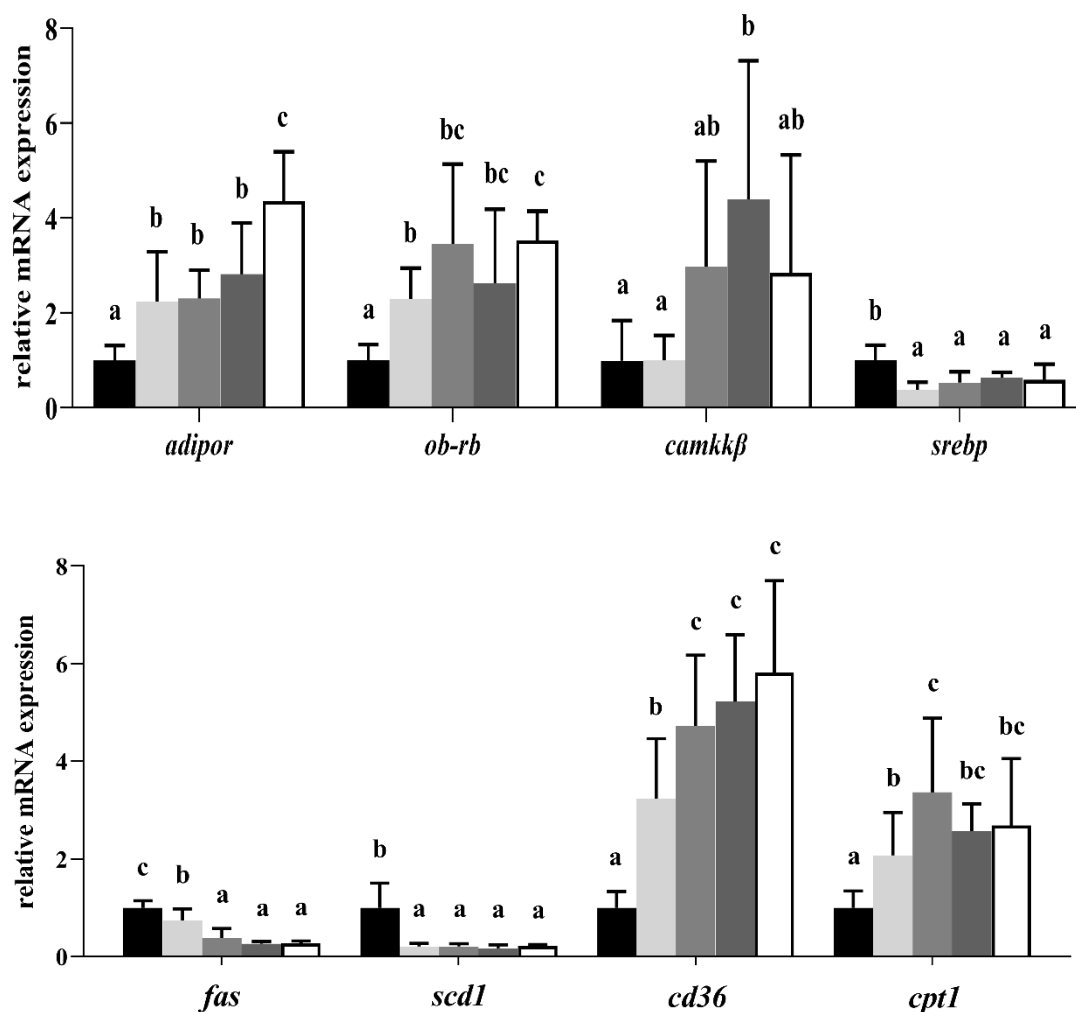 relative mRNA expression
8
6
4
2
0
a b b b c
a b bc bc c
a a ab b ab
b a a a a
adipor ob-rb camkkβ srebp
relative mRNA expression
8
6
4
2
0
c b a a a
b a a a a
a b c c c
a b c bc bc
fas scd1 cd36 cpt1